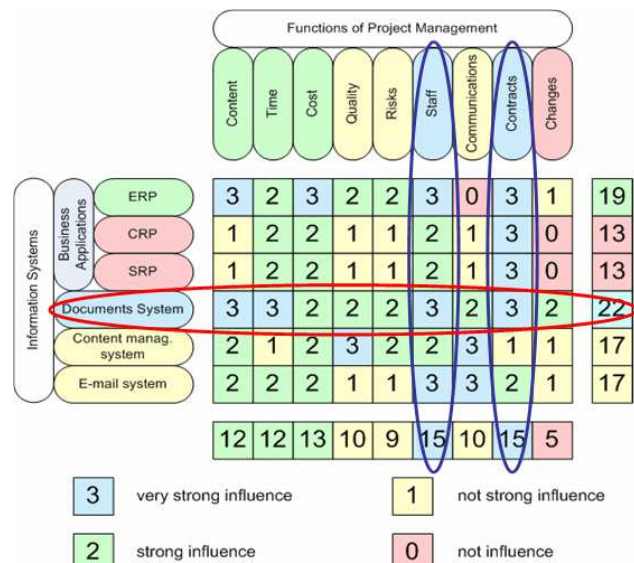 Functions of Project Management
Content Time Cost Quality Risks Staff Communications Contracts Changes
Information Systems
Business Applications
ERP 3 2 3 2 2 3 0 3 1 19
CRP 1 2 2 1 1 2 1 3 0 13
SRP 1 2 2 1 1 2 1 3 0 13
Documents System 3 3 2 2 2 3 2 3 2 22
Content manag. system 2 1 2 3 2 2 3 1 1 17
E-mail system 2 2 2 1 1 3 3 2 1 17
12 12 13 10 9 15 10 15 5
3 very strong influence 1 not strong influence
2 strong influence 0 not influence